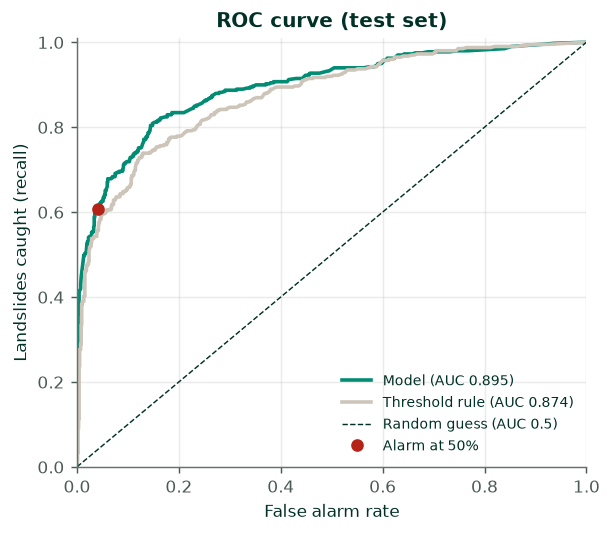 ROC curve (test set)
1.0
0.8
0.6
0.4
0.2
0.0
Landslides caught (recall)
Model (AUC 0.895)
Threshold rule (AUC 0.874)
Random guess (AUC 0.5)
Alarm at 50%
0.0 0.2 0.4 0.6 0.8 1.0
False alarm rate